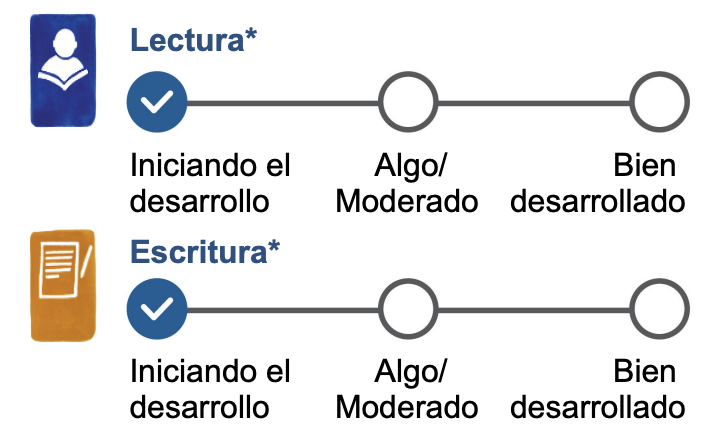 Lectura*
Iniciando el Algo/ Bien
desarrollo Moderado desarrollado
Escritura*
Iniciando el Algo/ Bien
desarrollo Moderado desarrollado